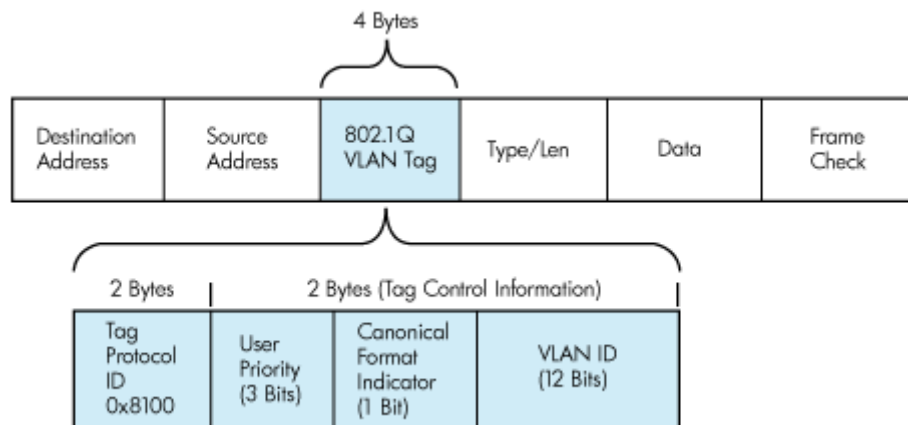 4 Bytes
Destination
Address
Source
Address
802.1Q
VLAN Tag
Type/Len
Data
Frame
Check
2 Bytes
2 Bytes (Tag Control Information)
Tag
Protocol
ID
0x8100
User
Priority
(3 Bits)
Canonical
Format
Indicator
(1 Bit)
VLAN ID
(12 Bits)